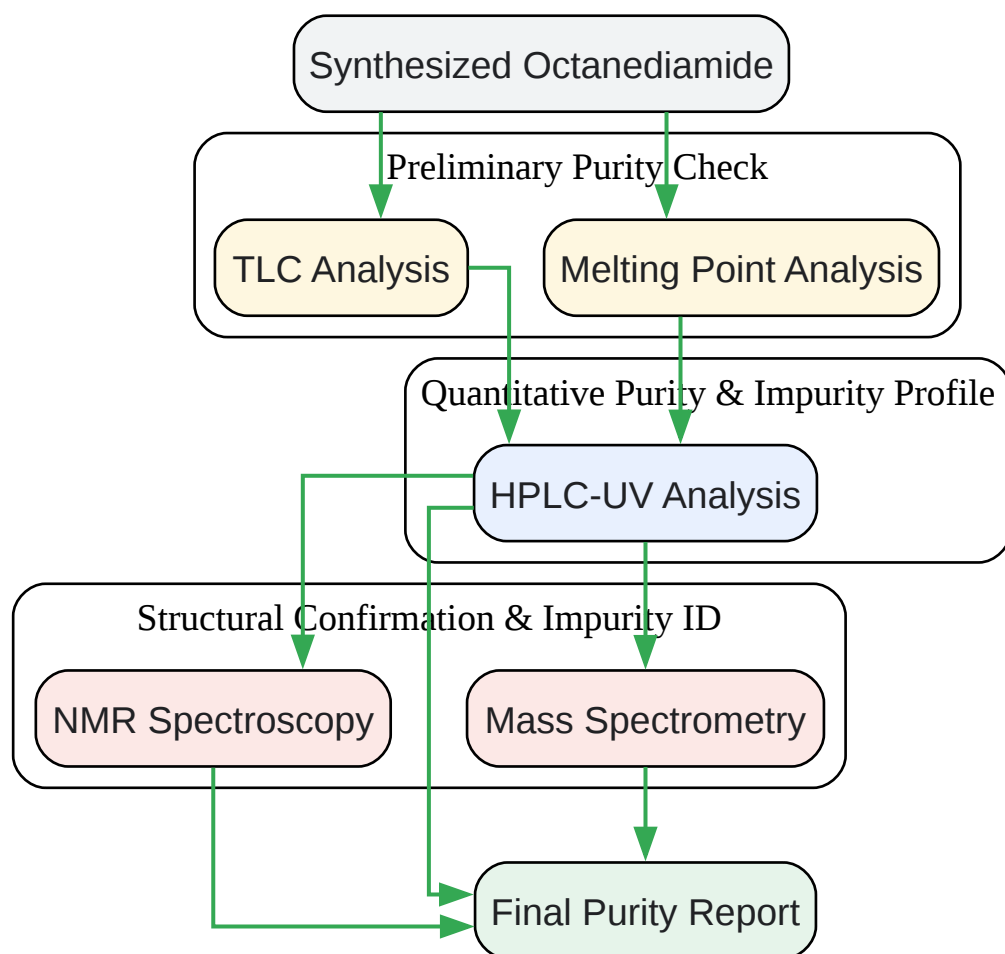 Synthesized Octanediamide
Preliminary Purity Check
TLC Analysis
Melting Point Analysis
Quantitative Purity & Impurity Profile
HPLC-UV Analysis
Structural Confirmation & Impurity ID
NMR Spectroscopy
Mass Spectrometry
Final Purity Report